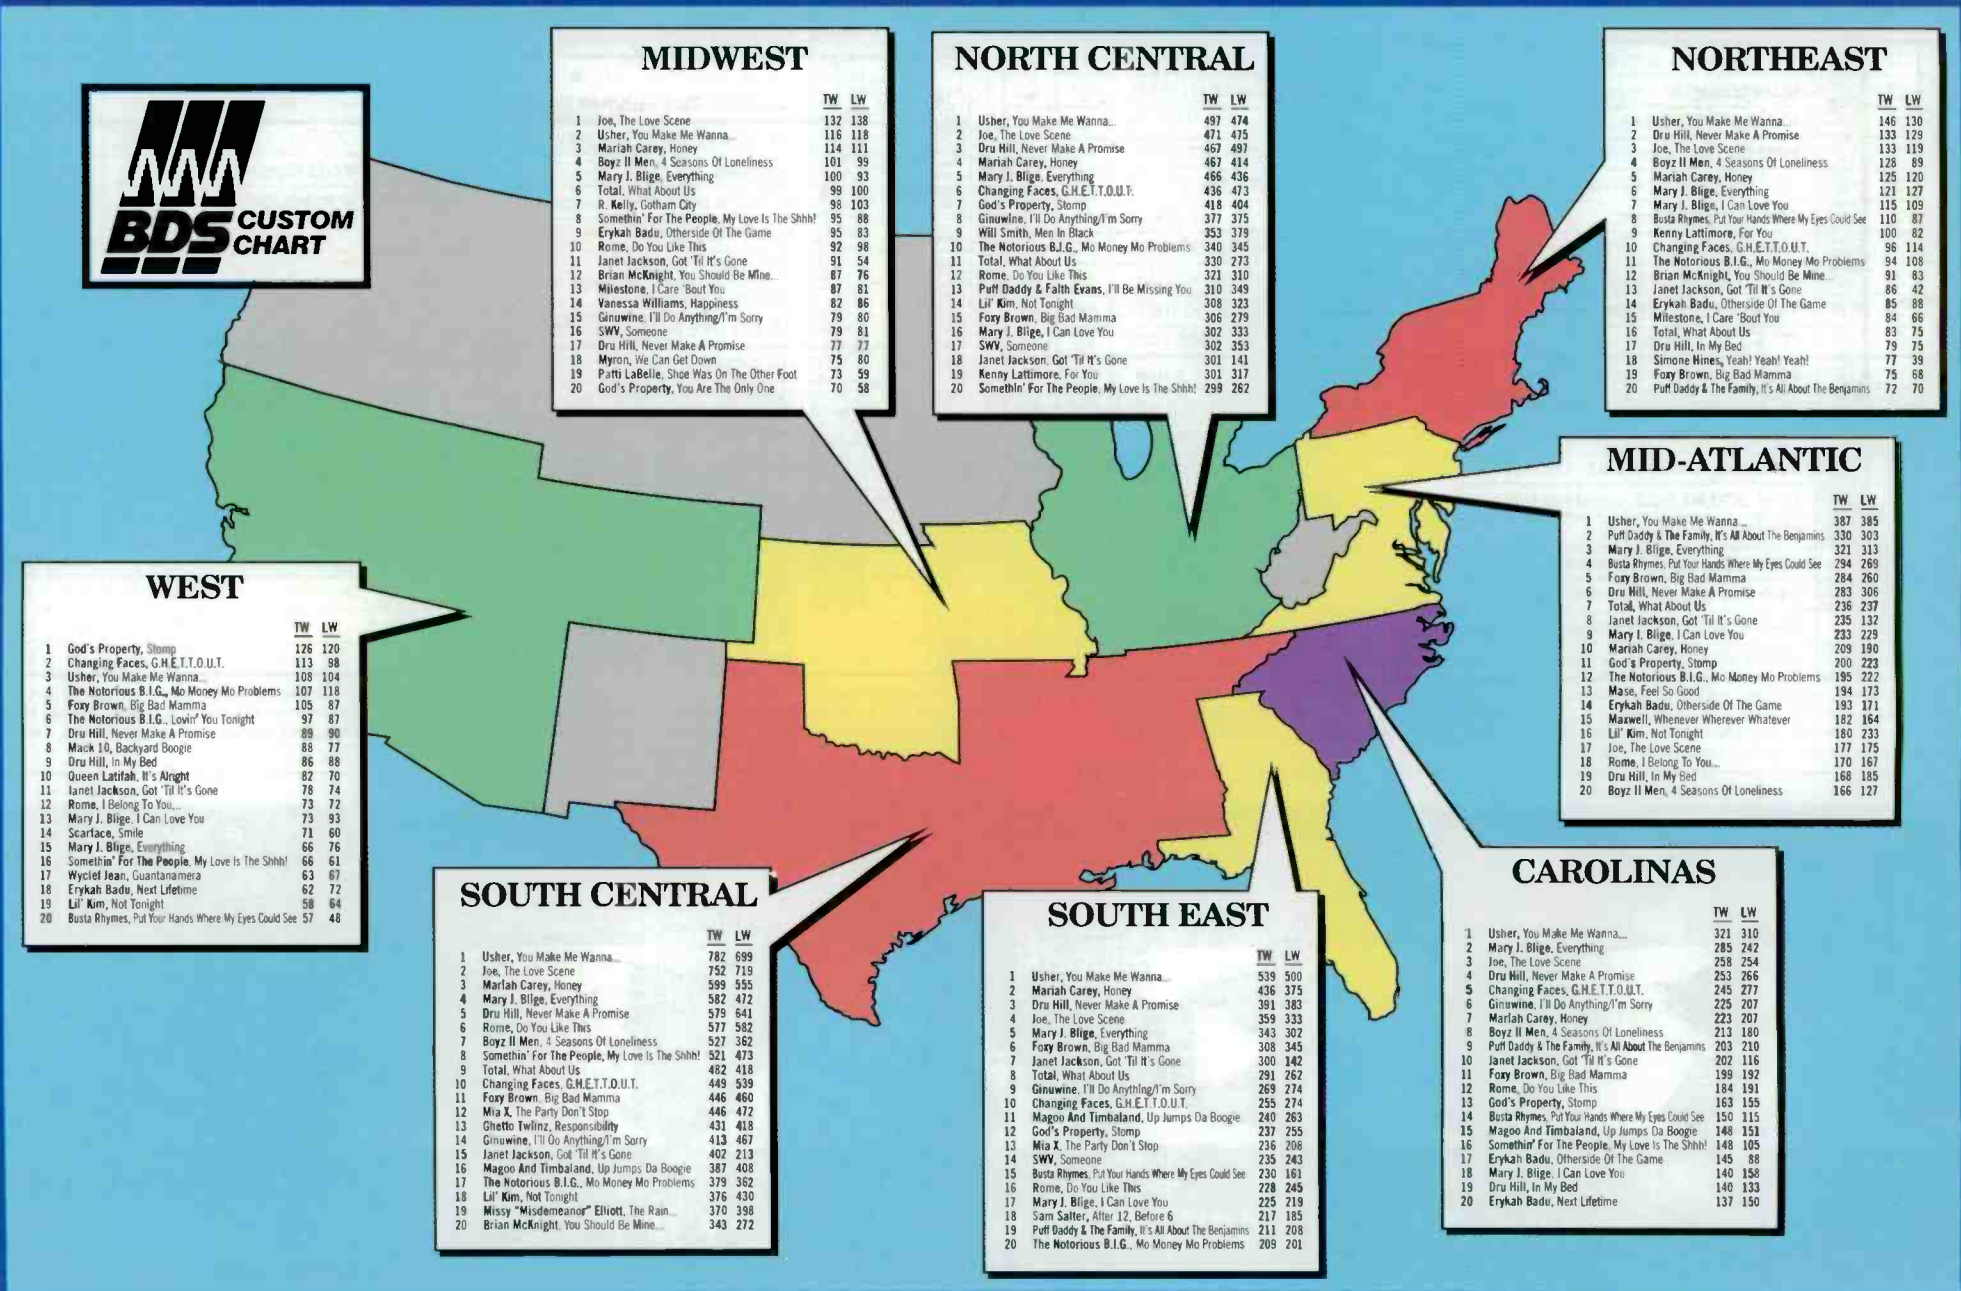 BDS CUSTOM
CHART
MIDWEST
TW LW
1 Joe, The Love Scene 132 138
2 Usher, You Make Me Wanna... 116 118
3 Mariah Carey, Honey 114 111
4 Boyz II Men, 4 Seasons Of Loneliness 101 99
5 Mary J. Blige, Everything 100 93
6 Total, What About Us 99 100
7 R. Kelly, Gotham City 98 103
8 Somethin' For The People, My Love Is The Shhh! 95 88
9 Erykah Badu, Otherside Of The Game 95 83
10 Rome, Do You Like This 92 98
11 Janet Jackson, Got 'Til It's Gone 91 54
12 Brian McKnight, You Should Be Mine... 87 76
13 Milestone, I Care 'Bout You 87 81
14 Vanessa Williams, Happiness 82 86
15 Ginuwine, I'll Do Anything/I'm Sorry 79 80
16 SWV, Someone 79 81
17 Dru Hill, Never Make A Promise 77 77
18 Myron, We Can Get Down 75 80
19 Patti LaBelle, Shoe Was On The Other Foot 73 59
20 God's Property, You Are The Only One 70 58
NORTH CENTRAL
TW LW
1 Usher, You Make Me Wanna... 497 474
2 Joe, The Love Scene 471 475
3 Dru Hill, Never Make A Promise 467 497
4 Mariah Carey, Honey 467 414
5 Mary J. Blige, Everything 466 436
6 Changing Faces, G.H.E.T.T.O.U.T. 436 473
7 God's Property, Stomp 418 404
8 Ginuwine, I'll Do Anything/I'm Sorry 377 375
9 Will Smith, Men In Black 353 379
10 The Notorious B.I.G., Mo Money Mo Problems 340 345
11 Total, What About Us 330 273
12 Rome, Do You Like This 321 310
13 Puff Daddy & Faith Evans, I'll Be Missing You 310 349
14 Lil' Kim, Not Tonight 308 323
15 Foxy Brown, Big Bad Mamma 306 279
16 Mary J. Blige, I Can Love You 302 333
17 SWV, Someone 302 353
18 Janet Jackson, Got 'Til It's Gone 301 141
19 Kenny Lattimore, For You 301 317
20 Somethin' For The People, My Love Is The Shhh! 299 262
NORTHEAST
TW LW
1 Usher, You Make Me Wanna... 146 130
2 Dru Hill, Never Make A Promise 133 129
3 Joe, The Love Scene 133 119
4 Boyz II Men, 4 Seasons Of Loneliness 128 89
5 Mariah Carey, Honey 125 120
6 Mary J. Blige, Everything 121 127
7 Mary J. Blige, I Can Love You 115 109
8 Busta Rhymes, Put Your Hands Where My Eyes Could See 110 87
9 Kenny Lattimore, For You 100 82
10 Changing Faces, G.H.E.T.T.O.U.T. 96 114
11 The Notorious B.I.G., Mo Money Mo Problems 94 108
12 Brian McKnight, You Should Be Mine... 91 83
13 Janet Jackson, Got 'Til It's Gone 86 42
14 Erykah Badu, Otherside Of The Game 85 88
15 Milestone, I Care 'Bout You 84 66
16 Total, What About Us 83 75
17 Dru Hill, In My Bed 79 75
18 Simone Hines, Yeah! Yeah! Yeah! 77 39
19 Foxy Brown, Big Bad Mamma 75 68
20 Puff Daddy & The Family, It's All About The Benjamins 72 70
MID-ATLANTIC
TW LW
1 Usher, You Make Me Wanna... 387 385
2 Puff Daddy & The Family, It's All About The Benjamins 330 303
3 Mary J. Blige, Everything 321 313
4 Busta Rhymes, Put Your Hands Where My Eyes Could See 294 269
5 Foxy Brown, Big Bad Mamma 284 260
6 Dru Hill, Never Make A Promise 283 306
7 Total, What About Us 236 237
8 Janet Jackson, Got 'Til It's Gone 235 132
9 Mary J. Blige, I Can Love You 233 229
10 Mariah Carey, Honey 209 190
11 God's Property, Stomp 200 223
12 The Notorious B.I.G., Mo Money Mo Problems 195 222
13 Mase, Feel So Good 194 173
14 Erykah Badu, Otherside Of The Game 193 171
15 Maxwell, Whenever Wherever Whatever 182 164
16 Lil' Kim, Not Tonight 180 233
17 Joe, The Love Scene 177 175
18 Rome, I Belong To You... 170 167
19 Dru Hill, In My Bed 168 185
20 Boyz II Men, 4 Seasons Of Loneliness 166 127
WEST
TW LW
1 God's Property, Stomp 126 120
2 Changing Faces, G.H.E.T.T.O.U.T. 113 98
3 Usher, You Make Me Wanna... 108 104
4 The Notorious B.I.G., Mo Money Mo Problems 107 118
5 Foxy Brown, Big Bad Mamma 105 87
6 The Notorious B.I.G., Lovin' You Tonight 97 87
7 Dru Hill, Never Make A Promise 89 90
8 Mack 10, Backyard Boogie 88 77
9 Dru Hill, In My Bed 86 88
10 Queen Latifah, It's Alright 82 70
11 Janet Jackson, Got 'Til It's Gone 78 74
12 Rome, I Belong To You... 73 72
13 Mary J. Blige, I Can Love You 73 93
14 Scarface, Smile 71 60
15 Mary J. Blige, Everything 66 76
16 Somethin' For The People, My Love Is The Shhh! 66 61
17 Wyclef Jean, Guantanamera 63 67
18 Erykah Badu, Next Lifetime 62 72
19 Lil' Kim, Not Tonight 58 64
20 Busta Rhymes, Put Your Hands Where My Eyes Could See 57 48
SOUTH CENTRAL
TW LW
1 Usher, You Make Me Wanna... 782 699
2 Joe, The Love Scene 752 719
3 Mariah Carey, Honey 599 555
4 Mary J. Blige, Everything 582 472
5 Dru Hill, Never Make A Promise 579 641
6 Rome, Do You Like This 577 582
7 Boyz II Men, 4 Seasons Of Loneliness 527 362
8 Somethin' For The People, My Love Is The Shhh! 521 473
9 Total, What About Us 482 418
10 Changing Faces, G.H.E.T.T.O.U.T. 449 539
11 Foxy Brown, Big Bad Mamma 446 460
12 Mia X, The Party Don't Stop 446 472
13 Ghetto Twiinz, Responsibility 431 418
14 Ginuwine, I'll Do Anything/I'm Sorry 413 467
15 Janet Jackson, Got 'Til It's Gone 402 213
16 Magoo And Timbaland, Up Jumps Da Boogie 387 408
17 The Notorious B.I.G., Mo Money Mo Problems 379 362
18 Lil' Kim, Not Tonight 376 430
19 Missy "Misdemeanor" Elliott, The Rain... 370 398
20 Brian McKnight, You Should Be Mine... 343 272
SOUTH EAST
TW LW
1 Usher, You Make Me Wanna... 539 500
2 Mariah Carey, Honey 436 375
3 Dru Hill, Never Make A Promise 391 383
4 Joe, The Love Scene 359 333
5 Mary J. Blige, Everything 343 302
6 Foxy Brown, Big Bad Mamma 308 345
7 Janet Jackson, Got 'Til It's Gone 300 142
8 Total, What About Us 291 262
9 Ginuwine, I'll Do Anything/I'm Sorry 269 274
10 Changing Faces, G.H.E.T.T.O.U.T. 255 274
11 Magoo And Timbaland, Up Jumps Da Boogie 240 263
12 God's Property, Stomp 237 255
13 Mia X, The Party Don't Stop 236 208
14 SWV, Someone 235 243
15 Busta Rhymes, Put Your Hands Where My Eyes Could See 230 161
16 Rome, Do You Like This 228 245
17 Mary J. Blige, I Can Love You 225 219
18 Sam Salter, After 12, Before 6 217 185
19 Puff Daddy & The Family, It's All About The Benjamins 211 208
20 The Notorious B.I.G., Mo Money Mo Problems 209 201
CAROLINAS
TW LW
1 Usher, You Make Me Wanna... 321 310
2 Mary J. Blige, Everything 285 242
3 Joe, The Love Scene 258 254
4 Dru Hill, Never Make A Promise 253 266
5 Changing Faces, G.H.E.T.T.O.U.T. 245 277
6 Ginuwine, I'll Do Anything/I'm Sorry 225 207
7 Mariah Carey, Honey 223 207
8 Boyz II Men, 4 Seasons Of Loneliness 213 180
9 Puff Daddy & The Family, It's All About The Benjamins 203 210
10 Janet Jackson, Got 'Til It's Gone 202 116
11 Foxy Brown, Big Bad Mamma 199 192
12 Rome, Do You Like This 184 191
13 God's Property, Stomp 163 155
14 Busta Rhymes, Put Your Hands Where My Eyes Could See 150 115
15 Magoo And Timbaland, Up Jumps Da Boogie 148 151
16 Somethin' For The People, My Love Is The Shhh! 148 105
17 Erykah Badu, Otherside Of The Game 145 88
18 Mary J. Blige, I Can Love You 140 158
19 Dru Hill, In My Bed 140 133
20 Erykah Badu, Next Lifetime 137 150